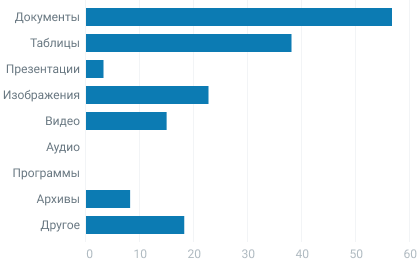 Документы
Таблицы
Презентации
Изображения
Видео
Аудио
Программы
Архивы
Другое
0 10 20 30 40 50 60